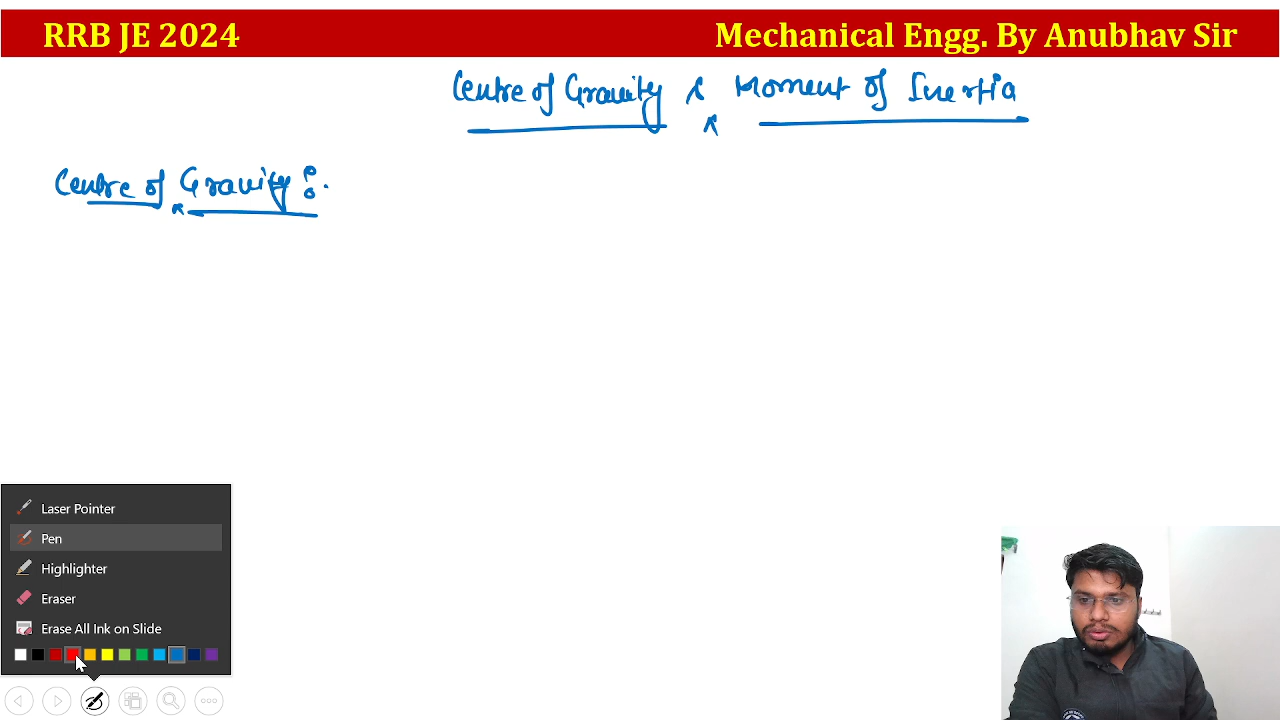 RRB JE 2024 Mechanical Engg. By Anubhav Sir
Centre of Gravity & Moment of Inertia
Centre of Gravity :-
Laser Pointer
Pen
Highlighter
Eraser
Erase All Ink on Slide